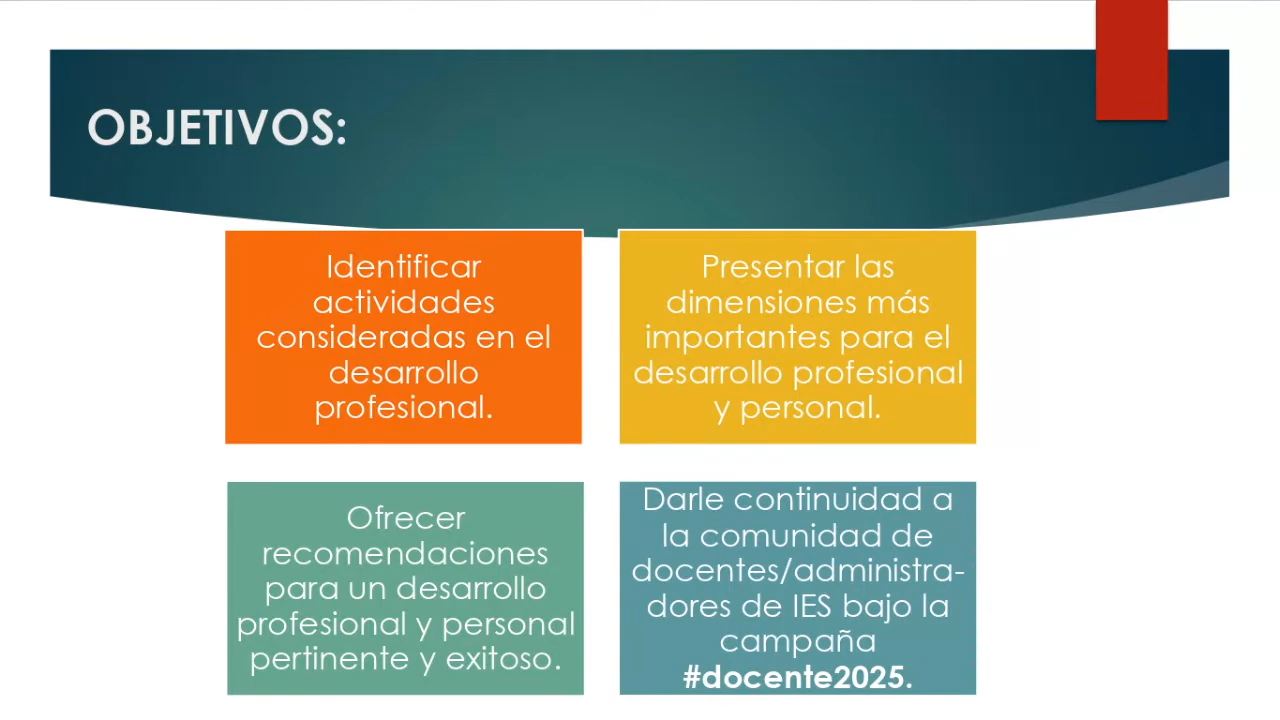 OBJETIVOS:
Identificar
actividades
consideradas en el
desarrollo
profesional.
Presentar las
dimensiones más
importantes para el
desarrollo profesional
y personal.
Ofrecer
recomendaciones
para un desarrollo
profesional y personal
pertinente y exitoso.
Darle continuidad a
la comunidad de
docentes/administra-
dores de IES bajo la
campaña
#docente2025.